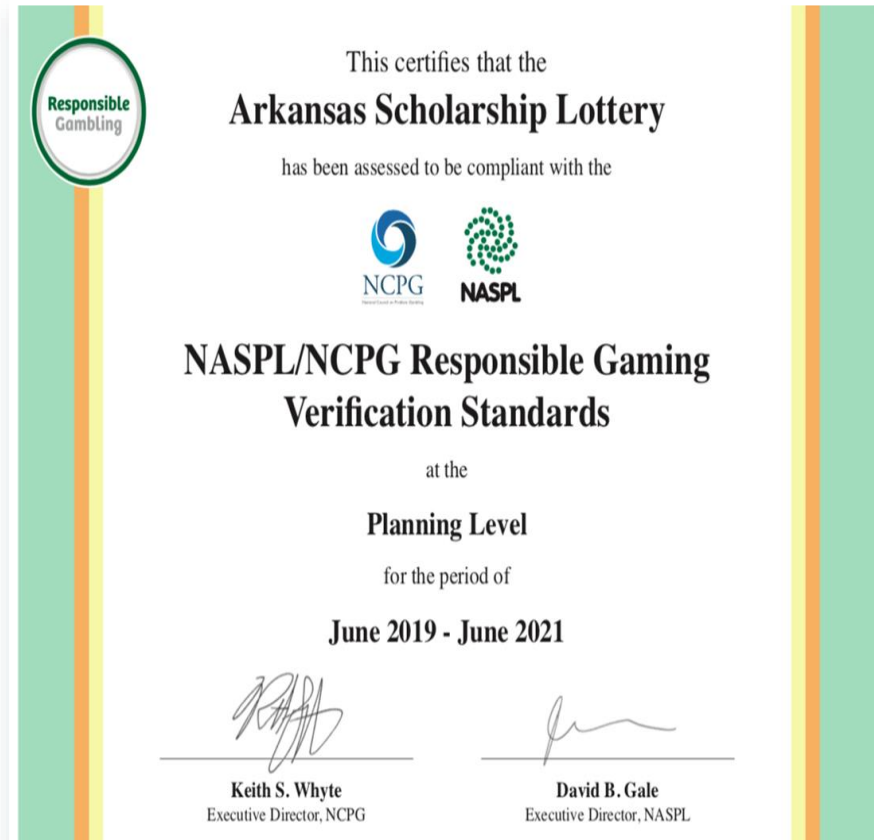 Responsible
Gambling
This certifies that the
Arkansas Scholarship Lottery
has been assessed to be compliant with the
NCPG
NASPL
NASPL/NCPG Responsible Gaming
Verification Standards
at the
Planning Level
for the period of
June 2019 - June 2021
Keith S. Whyte
Executive Director, NCPG
David B. Gale
Executive Director, NASPL